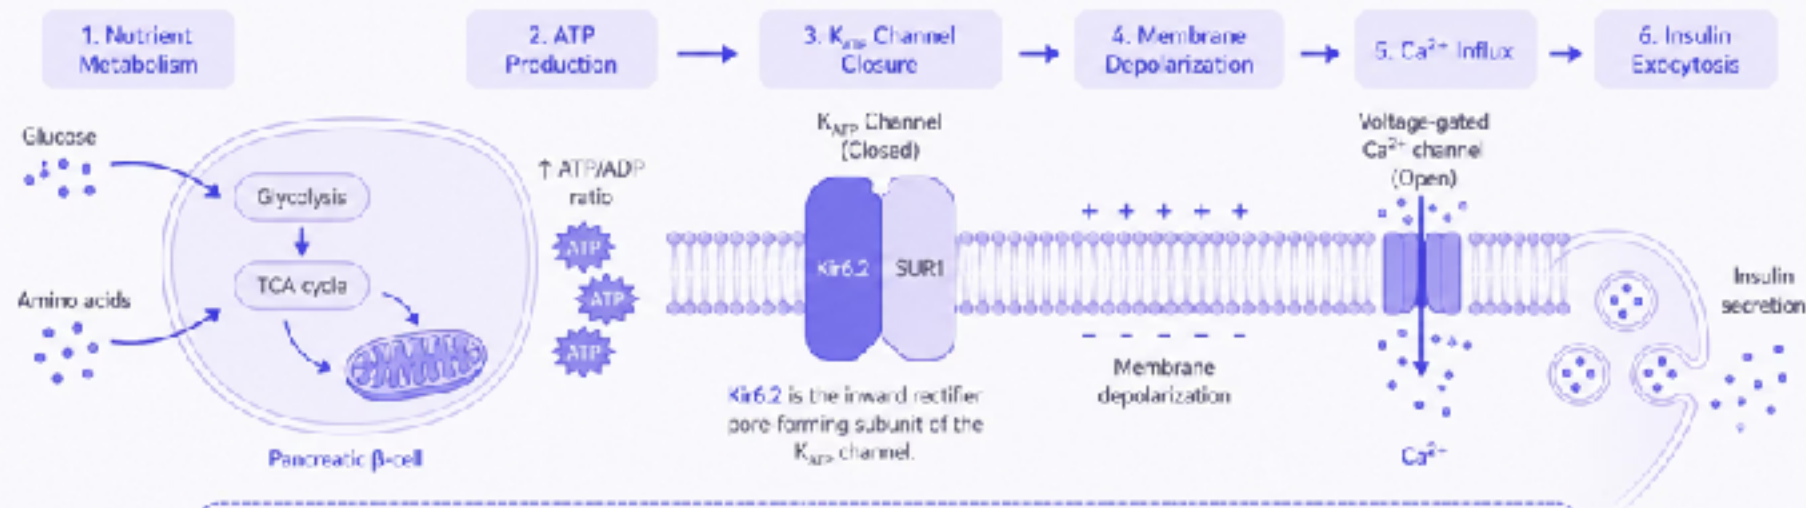 1. Nutrient
Metabolism
2. ATP
Production
3. K_ATP Channel
Closure
4. Membrane
Depolarization
5. Ca²⁺ Influx
6. Insulin
Exocytosis
Glucose
Glycolysis
TCA cycle
Amino acids
Pancreatic β-cell
↑ ATP/ADP
ratio
ATP
ATP
ATP
K_ATP Channel
(Closed)
Kir6.2
SUR1
Kir6.2 is the inward rectifier
pore-forming subunit of the
K_ATP channel.
+ + + + +
− − − − −
Membrane
depolarization
Voltage-gated
Ca²⁺ channel
(Open)
Ca²⁺
Insulin
secretion